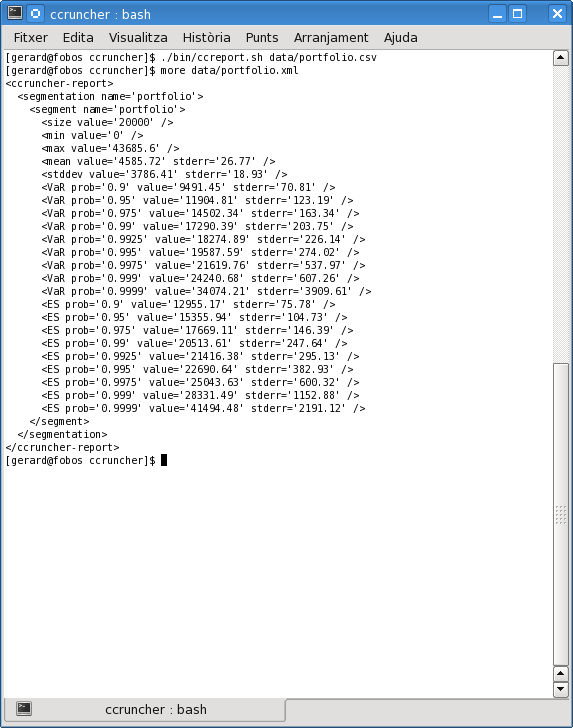 ccruncher : bash
Fitxer Edita Visualitza Història Punts Arranjament Ajuda
[gerard@fobos ccruncher]$ ./bin/ccreport.sh data/portfolio.csv
[gerard@fobos ccruncher]$ more data/portfolio.xml
<ccruncher-report>
  <segmentation name='portfolio'>
    <segment name='portfolio'>
      <size value='20000' />
      <min value='0' />
      <max value='43685.6' />
      <mean value='4585.72' stderr='26.77' />
      <stddev value='3786.41' stderr='18.93' />
      <VaR prob='0.9' value='9491.45' stderr='70.81' />
      <VaR prob='0.95' value='11904.81' stderr='123.19' />
      <VaR prob='0.975' value='14502.34' stderr='163.34' />
      <VaR prob='0.99' value='17290.39' stderr='203.75' />
      <VaR prob='0.9925' value='18274.89' stderr='226.14' />
      <VaR prob='0.995' value='19587.59' stderr='274.02' />
      <VaR prob='0.9975' value='21619.76' stderr='537.97' />
      <VaR prob='0.999' value='24240.68' stderr='607.26' />
      <VaR prob='0.9999' value='34074.21' stderr='3909.61' />
      <ES prob='0.9' value='12955.17' stderr='75.78' />
      <ES prob='0.95' value='15355.94' stderr='104.73' />
      <ES prob='0.975' value='17669.11' stderr='146.39' />
      <ES prob='0.99' value='20513.61' stderr='247.64' />
      <ES prob='0.9925' value='21416.38' stderr='295.13' />
      <ES prob='0.995' value='22690.64' stderr='382.93' />
      <ES prob='0.9975' value='25043.63' stderr='600.32' />
      <ES prob='0.999' value='28331.49' stderr='1152.88' />
      <ES prob='0.9999' value='41494.48' stderr='2191.12' />
    </segment>
  </segmentation>
</ccruncher-report>
[gerard@fobos ccruncher]$
ccruncher : bash